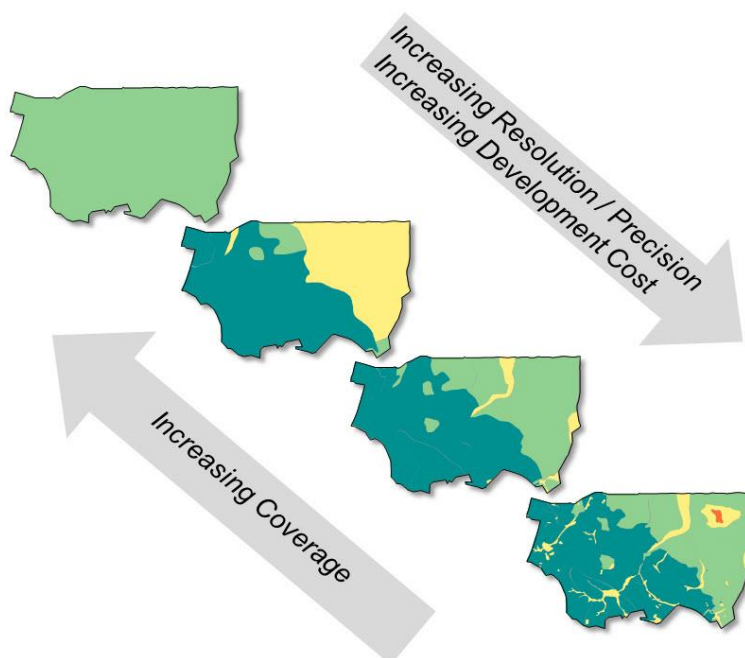 Increasing Resolution / Precision
Increasing Development Cost
Increasing Coverage